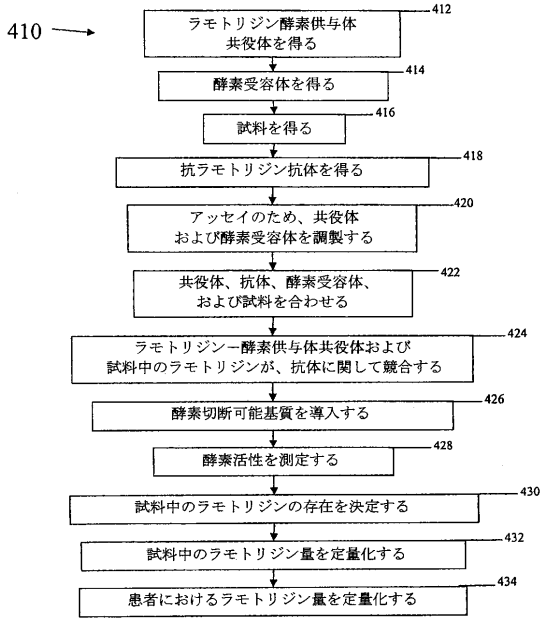 410
412
ラモトリジン酵素供与体
共役体を得る
414
酵素受容体を得る
416
試料を得る
418
抗ラモトリジン抗体を得る
420
アッセイのため、共役体
および酵素受容体を調製する
422
共役体、抗体、酵素受容体、
および試料を合わせる
424
ラモトリジン－酵素供与体共役体および
試料中のラモトリジンが、抗体に関して競合する
426
酵素切断可能基質を導入する
428
酵素活性を測定する
430
試料中のラモトリジンの存在を決定する
432
試料中のラモトリジン量を定量化する
434
患者におけるラモトリジン量を定量化する